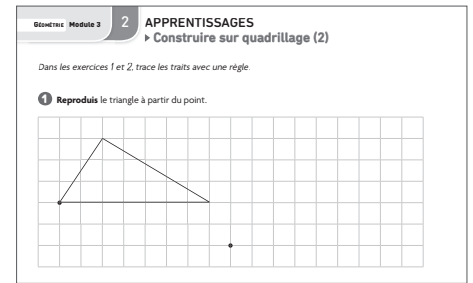 GÉOMÉTRIE Module 3
2
APPRENTISSAGES
▸ Construire sur quadrillage (2)
Dans les exercices 1 et 2, trace les traits avec une règle.
1 Reproduis le triangle à partir du point.